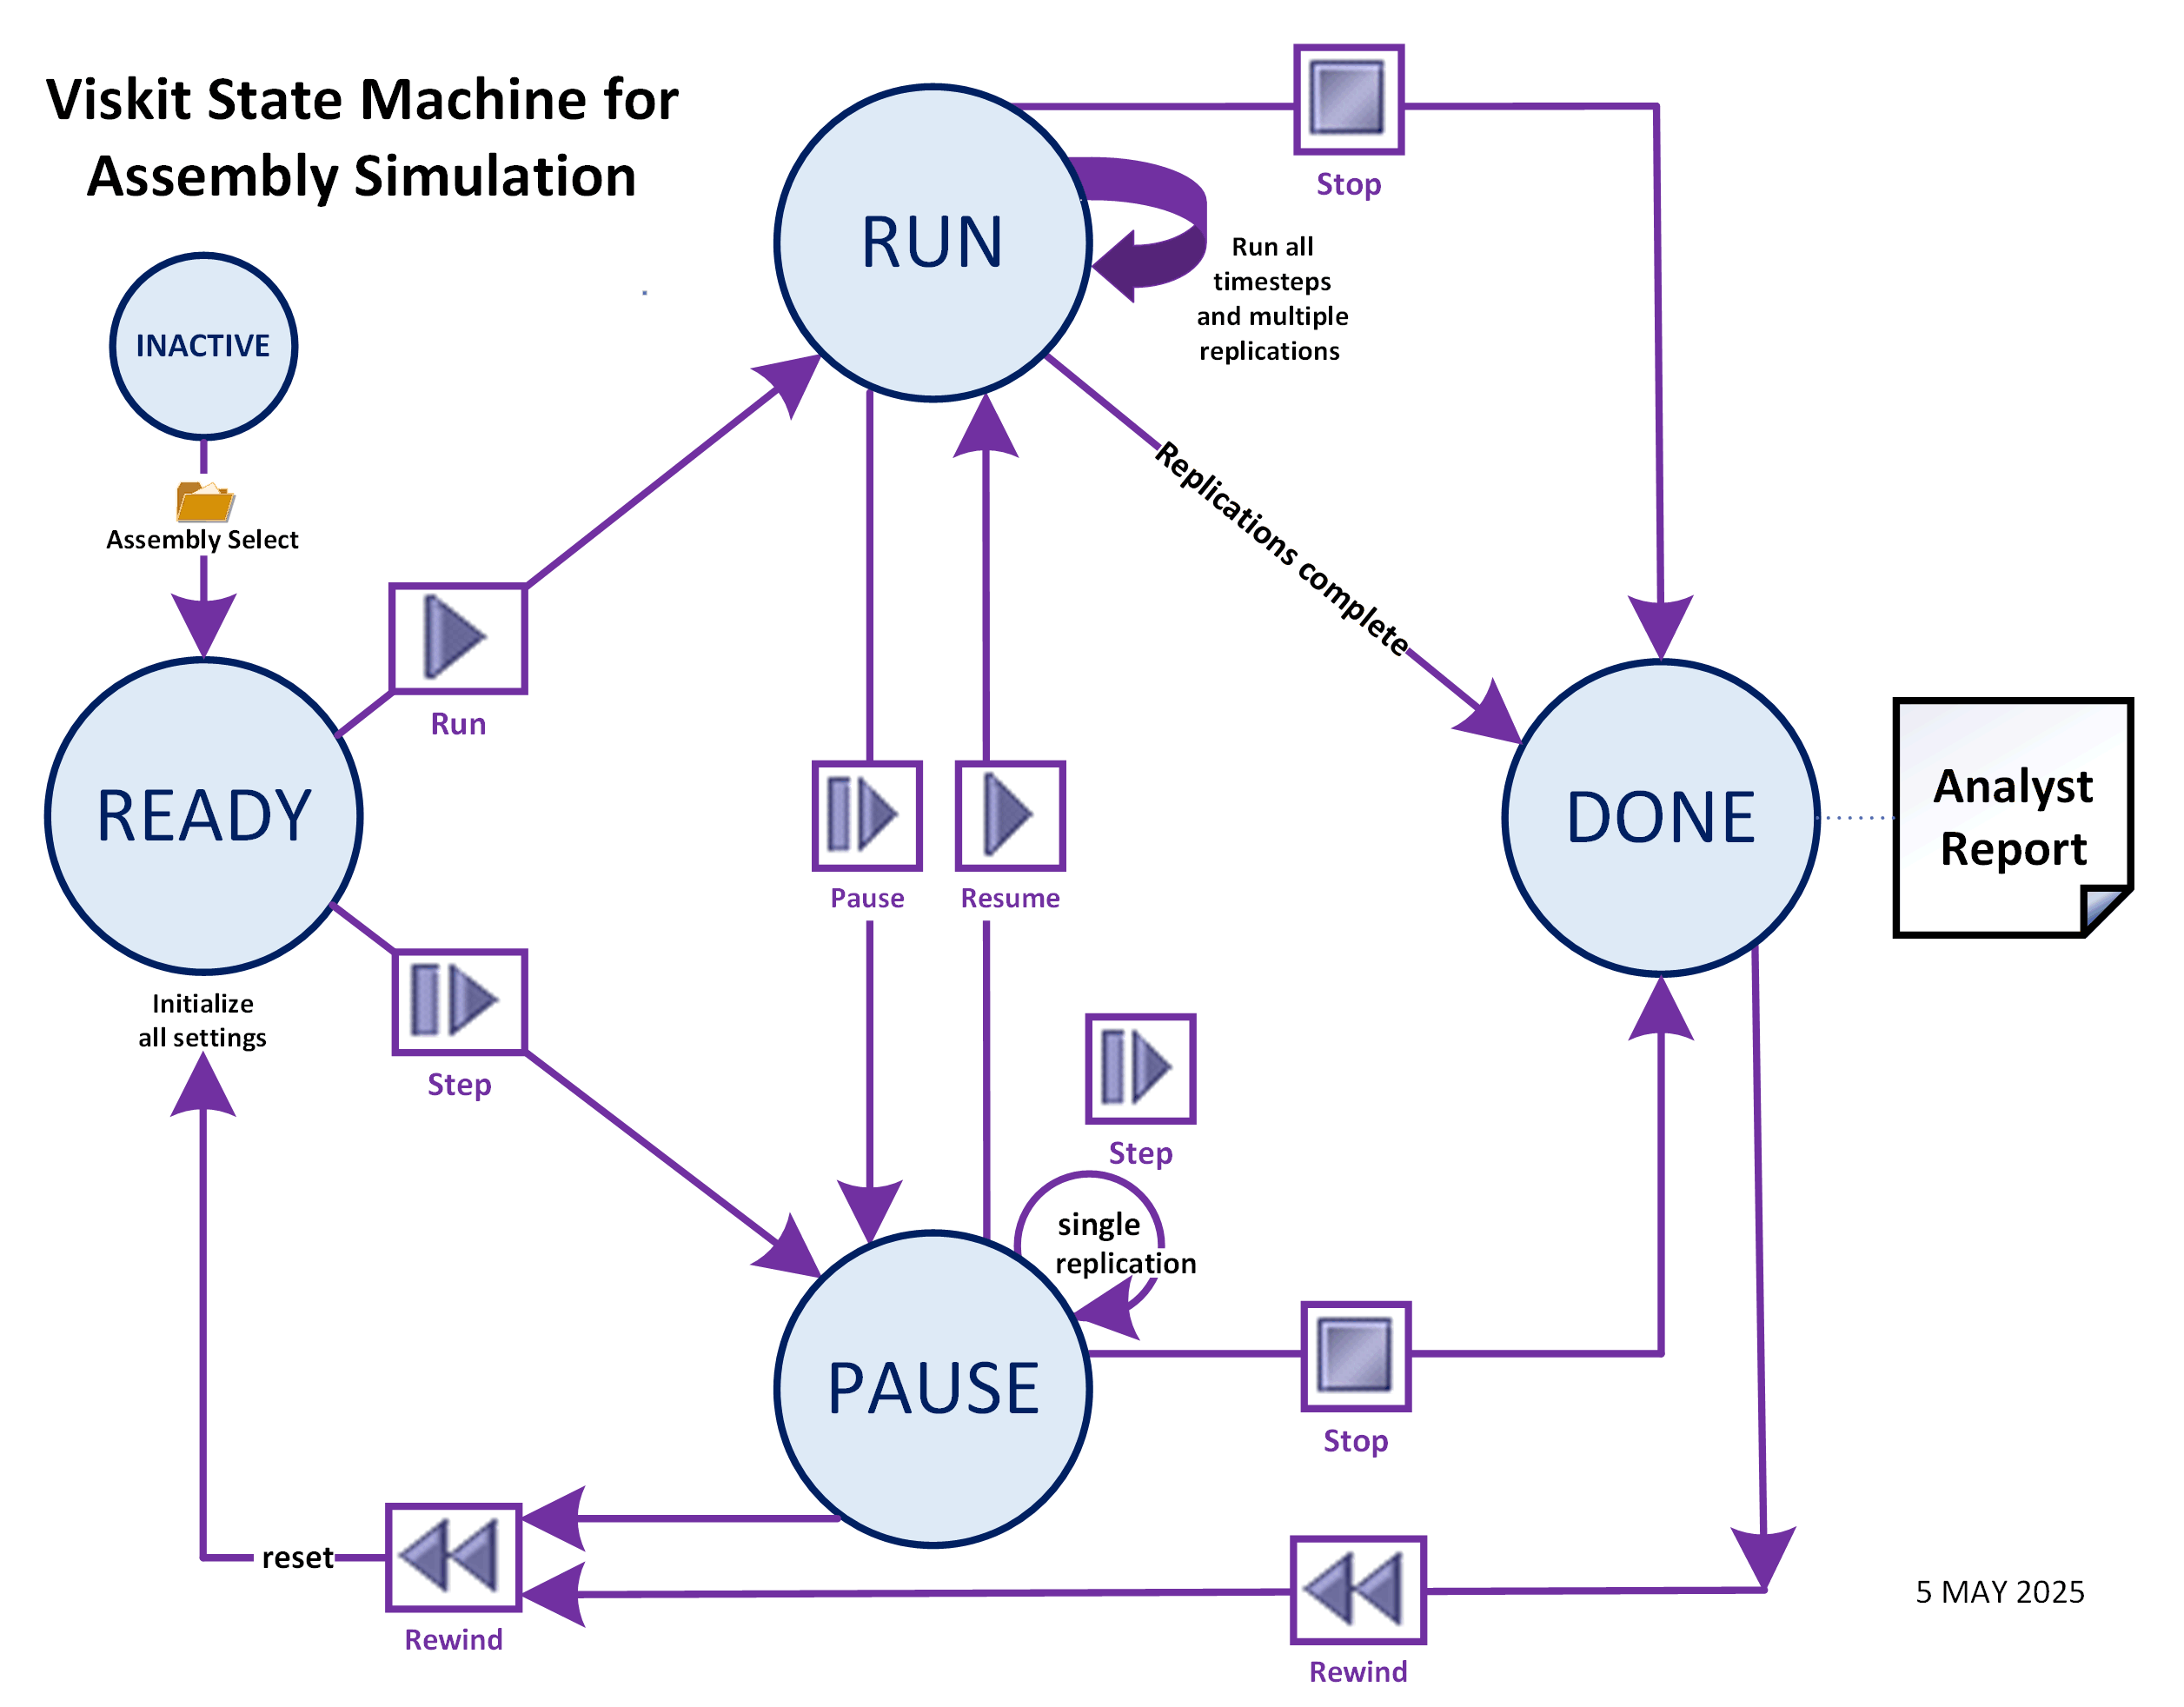 Viskit State Machine for
Assembly Simulation
Stop
RUN
Run all
timesteps
and multiple
replications
INACTIVE
Assembly Select
Replications complete
Run
READY
DONE
Analyst
Report
Pause
Resume
Initialize
all settings
Step
Step
single
replication
PAUSE
Stop
reset
Rewind
Rewind
5 MAY 2025